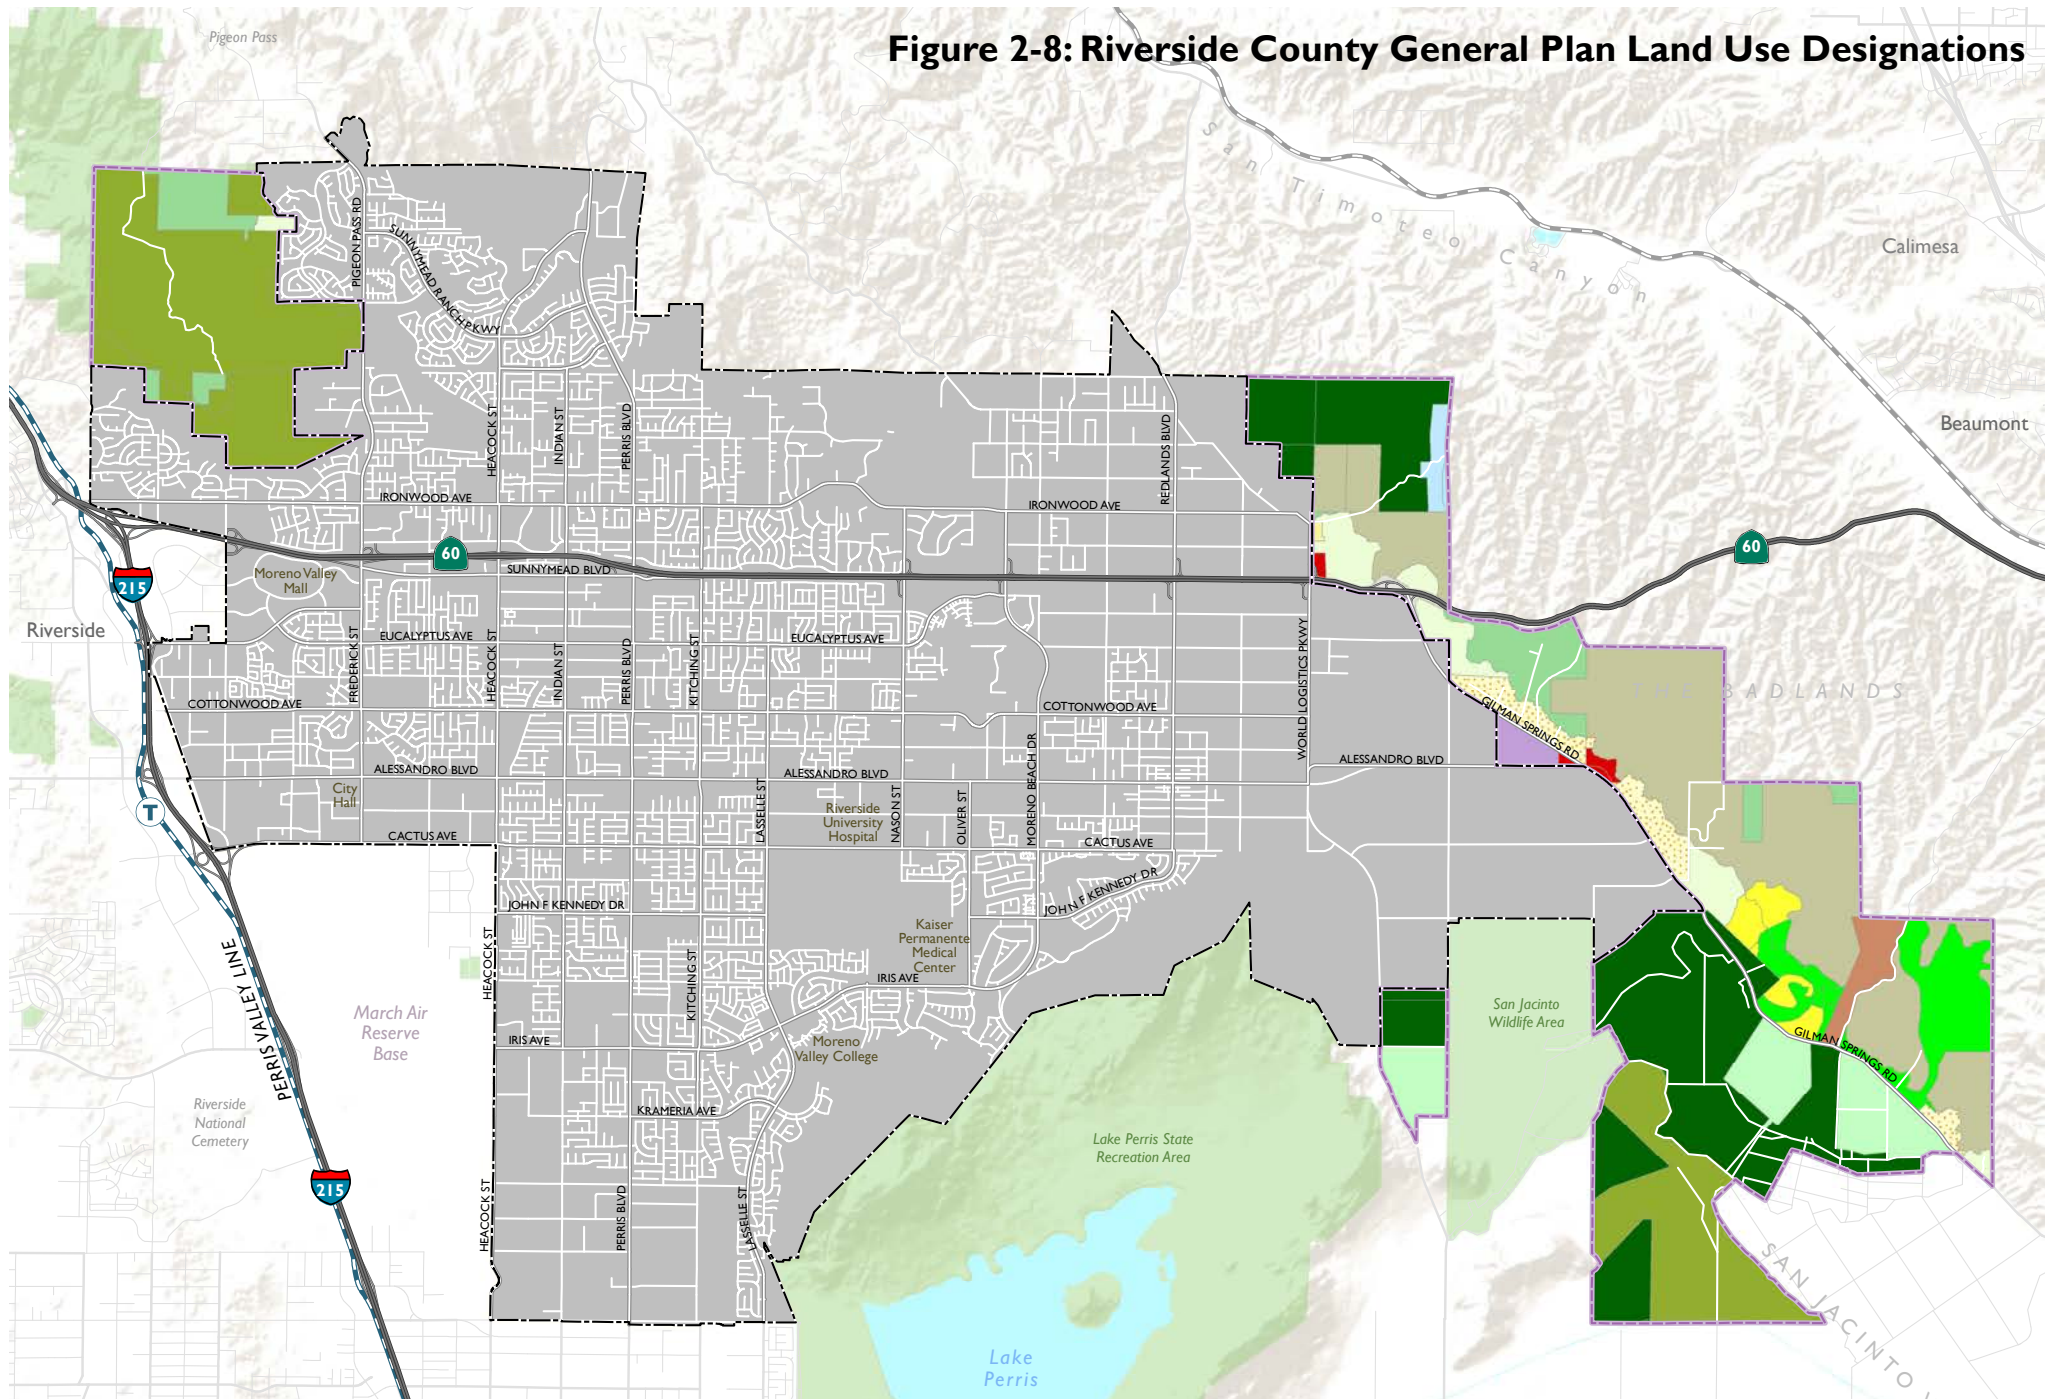 Figure 2-8: Riverside County General Plan Land Use Designations
Pigeon Pass
San Timoteo Canyon
Calimesa
Beaumont
PIGEON PASS RD
SUNNYMEAD RANCH PKWY
HEACOCK ST
INDIAN ST
PERRIS BLVD
REDLANDS BLVD
IRONWOOD AVE
IRONWOOD AVE
60
60
SUNNYMEAD BLVD
Moreno Valley
Mall
215
Riverside
EUCALYPTUS AVE
EUCALYPTUS AVE
FREDERICK ST
HEACOCK ST
INDIAN ST
PERRIS BLVD
KITCHING ST
WORLD LOGISTICS PKWY
THE BADLANDS
COTTONWOOD AVE
COTTONWOOD AVE
GILMAN SPRINGS RD
MORENO BEACH DR
ALESSANDRO BLVD
ALESSANDRO BLVD
ALESSANDRO BLVD
City
Hall
T
LASSELLE ST
Riverside
University
Hospital
NASON ST
OLIVER ST
CACTUS AVE
CACTUS AVE
JOHN F KENNEDY DR
JOHN F KENNEDY DR
Kaiser
Permanente
Medical
Center
HEACOCK ST
KITCHING ST
IRIS AVE
PERRIS VALLEY LINE
March Air
Reserve
Base
San Jacinto
Wildlife Area
IRIS AVE
Moreno
Valley College
GILMAN SPRINGS RD
Riverside
National
Cemetery
KRAMERIA AVE
Lake Perris State
Recreation Area
215
HEACOCK ST
PERRIS BLVD
LASSELLE ST
SAN JACINTO
Lake
Perris